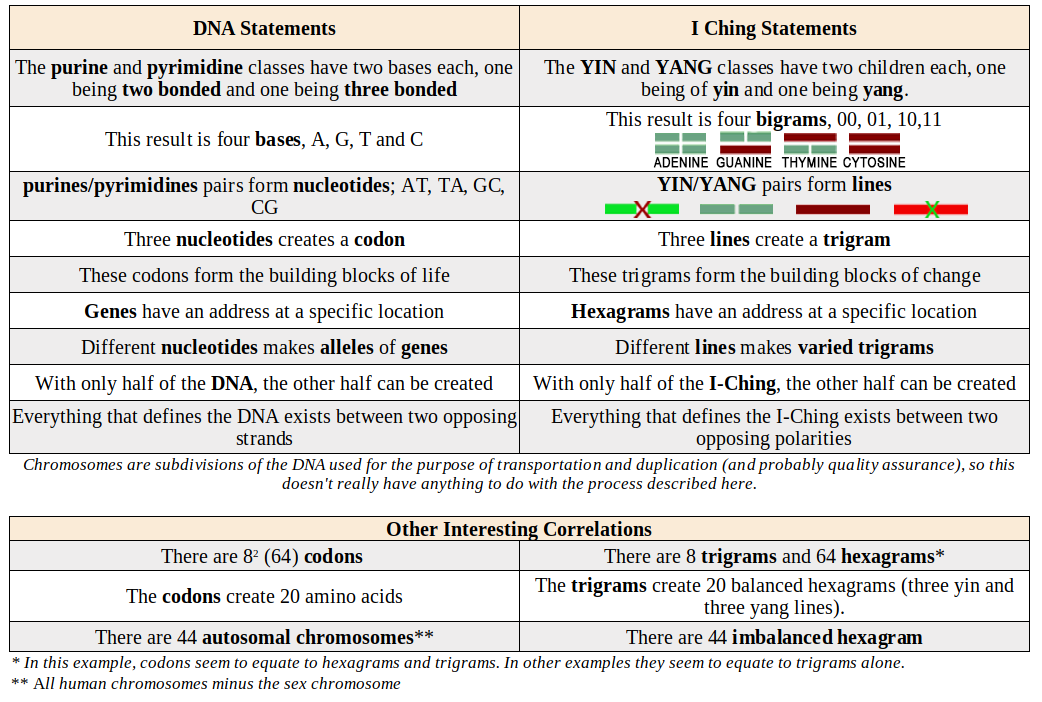 DNA Statements
I Ching Statements
The purine and pyrimidine classes have two bases each, one
being two bonded and one being three bonded
The YIN and YANG classes have two children each, one
being of yin and one being yang.
This result is four bases, A, G, T and C
This result is four bigrams, 00, 01, 10,11
ADENINE GUANINE THYMINE CYTOSINE
purines/pyrimidines pairs form nucleotides; AT, TA, GC,
CG
YIN/YANG pairs form lines
Three nucleotides creates a codon
Three lines create a trigram
These codons form the building blocks of life
These trigrams form the building blocks of change
Genes have an address at a specific location
Hexagrams have an address at a specific location
Different nucleotides makes alleles of genes
Different lines makes varied trigrams
With only half of the DNA, the other half can be created
With only half of the I-Ching, the other half can be created
Everything that defines the DNA exists between two opposing
strands
Everything that defines the I-Ching exists between two
opposing polarities
Chromosomes are subdivisions of the DNA used for the purpose of transportation and duplication (and probably quality assurance), so this
doesn't really have anything to do with the process described here.
Other Interesting Correlations
There are 8² (64) codons
There are 8 trigrams and 64 hexagrams*
The codons create 20 amino acids
The trigrams create 20 balanced hexagrams (three yin and
three yang lines).
There are 44 autosomal chromosomes**
There are 44 imbalanced hexagram
* In this example, codons seem to equate to hexagrams and trigrams. In other examples they seem to equate to trigrams alone.
** All human chromosomes minus the sex chromosome